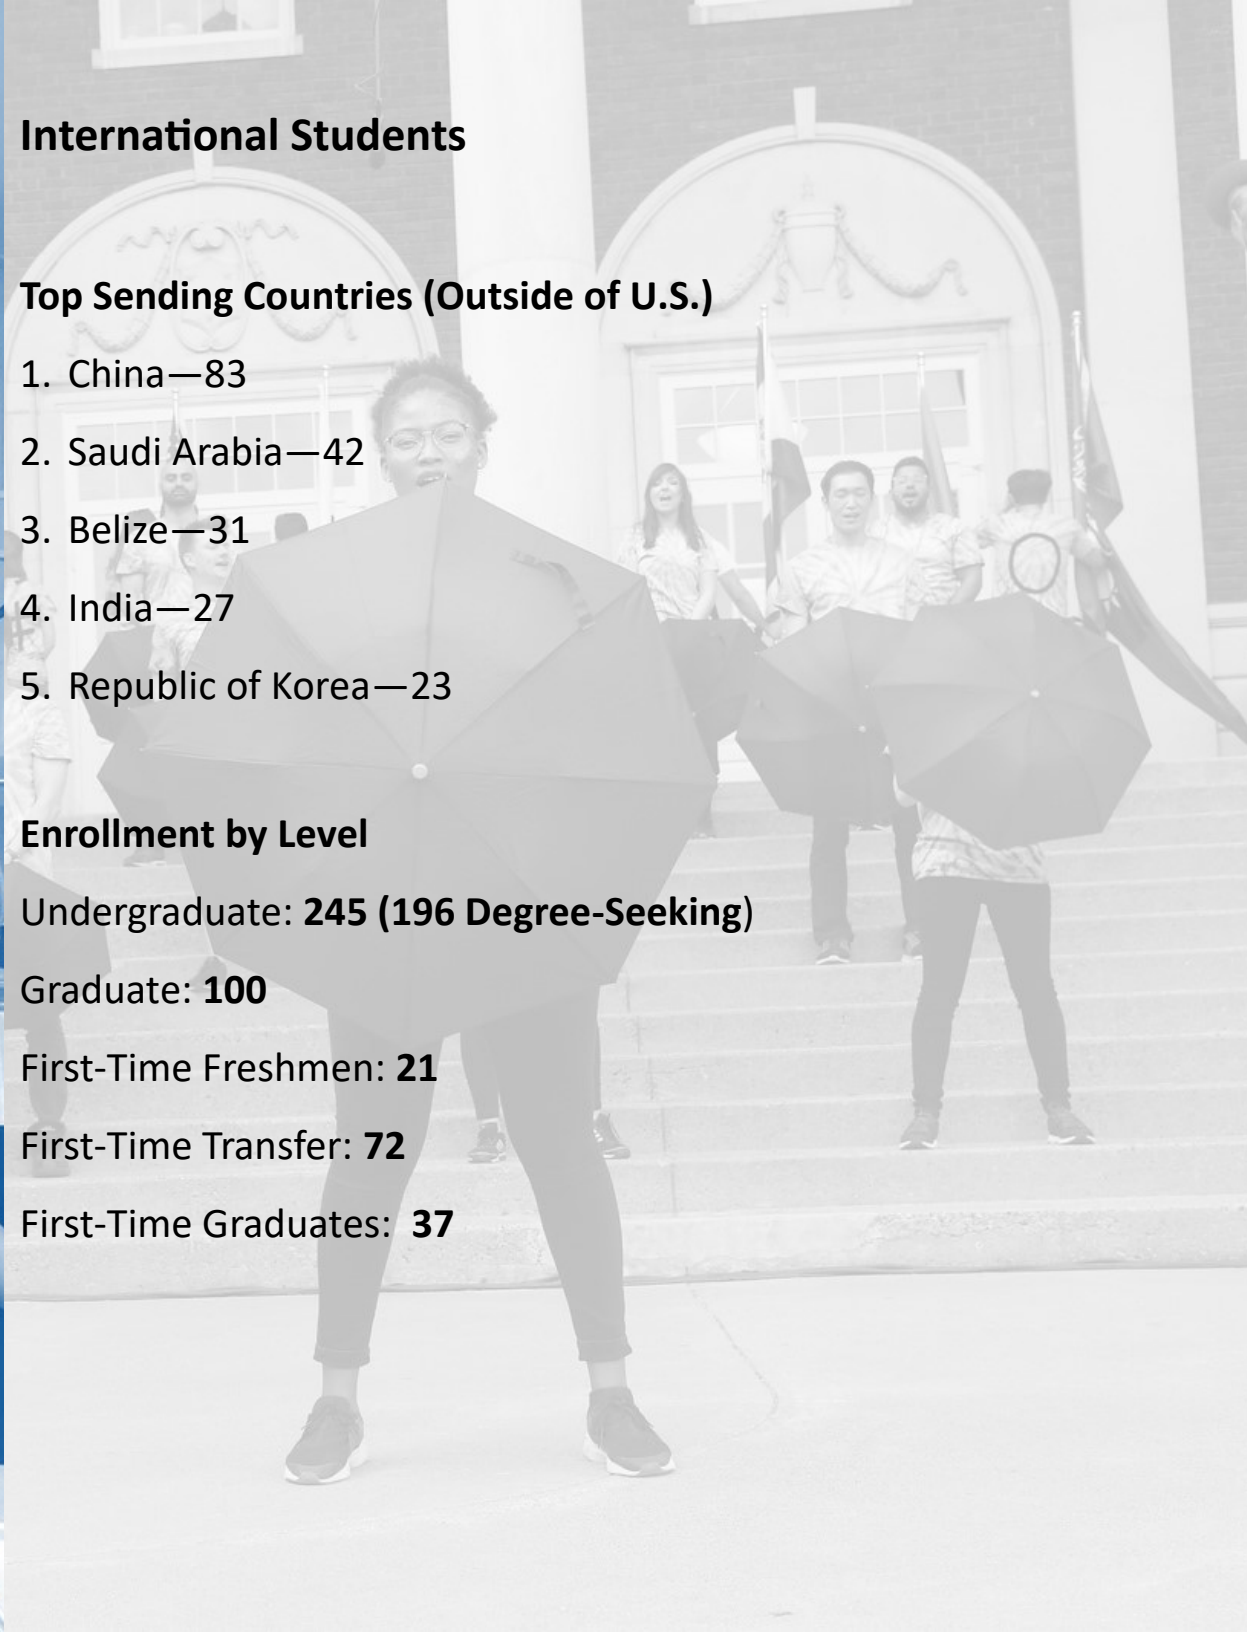 International Students
Top Sending Countries (Outside of U.S.)
1. China—83
2. Saudi Arabia—42
3. Belize—31
4. India—27
5. Republic of Korea—23
Enrollment by Level
Undergraduate: 245 (196 Degree-Seeking)
Graduate: 100
First-Time Freshmen: 21
First-Time Transfer: 72
First-Time Graduates: 37